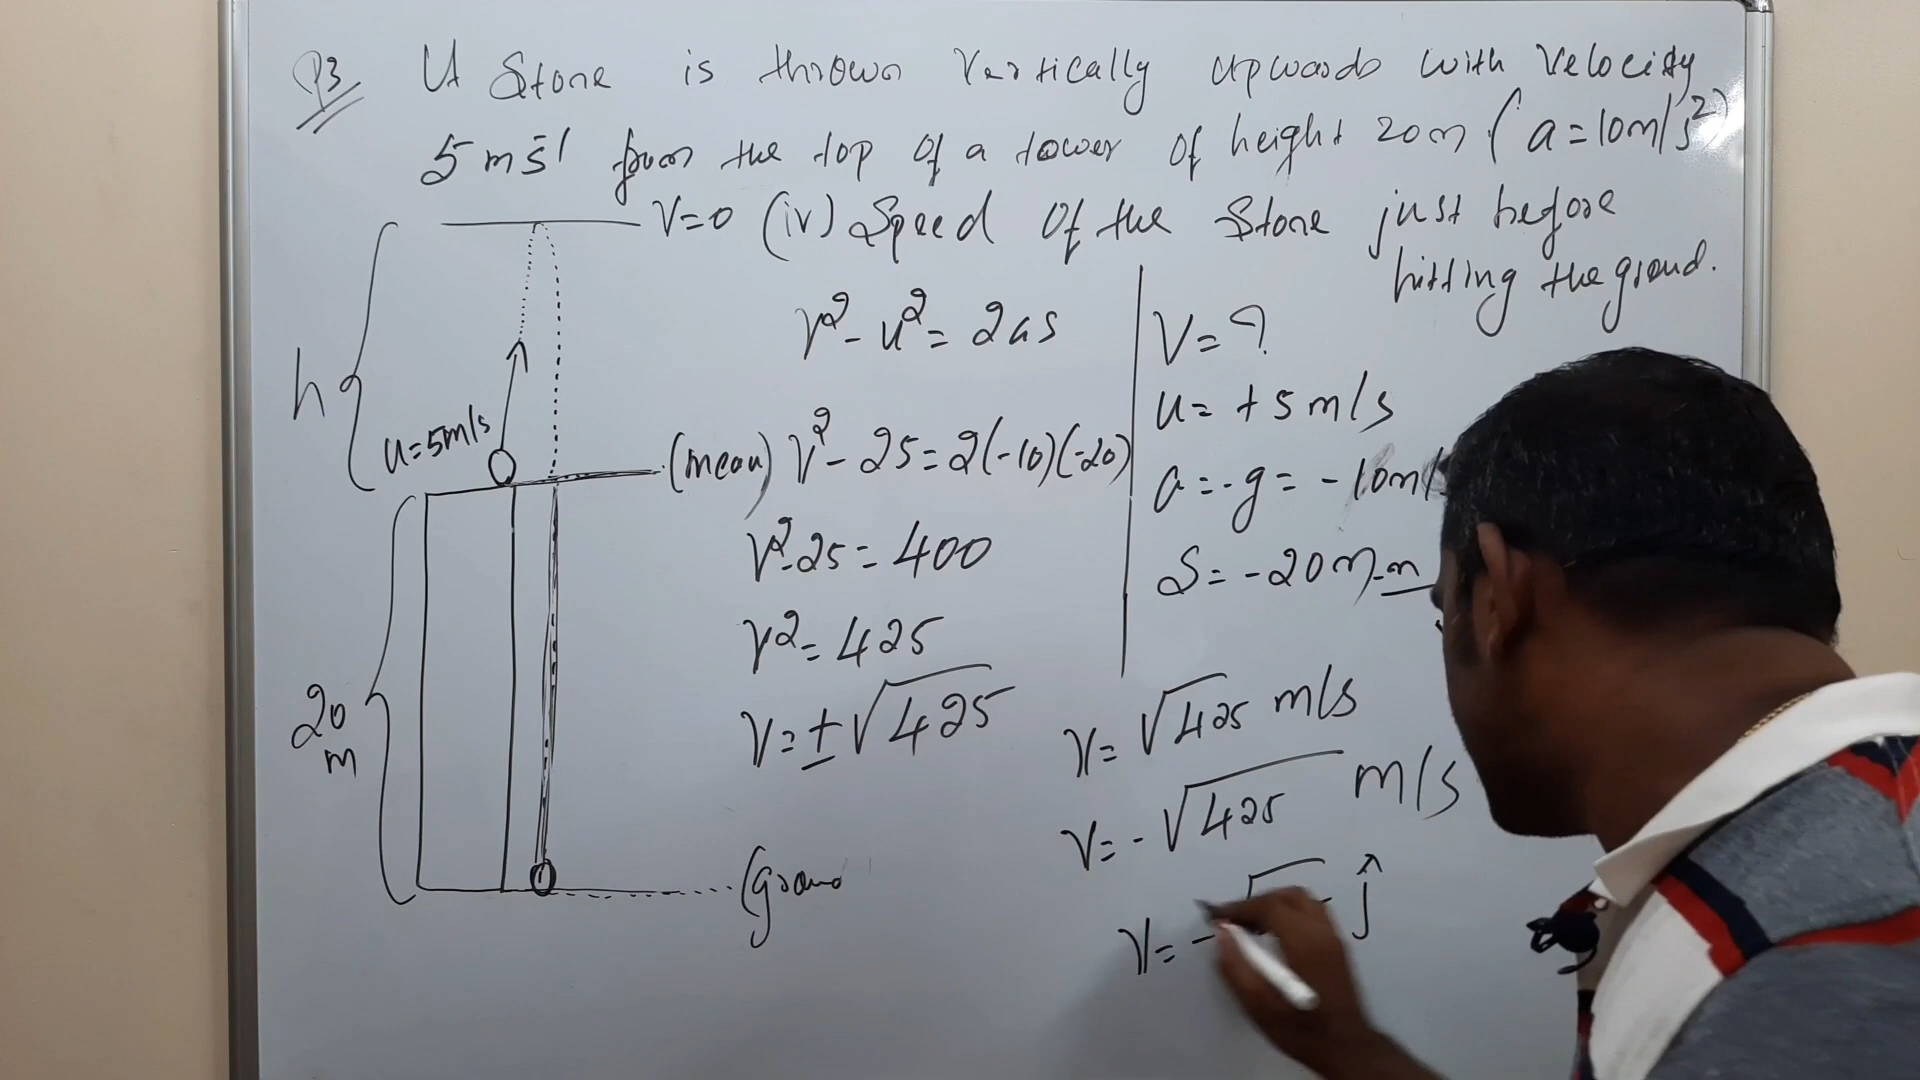 Q3 A Stone is thrown Vertically upwards with velocity
5 ms-1 from the top of a tower of height 20m (a = 10m/s²)
V=0 (iv) Speed of the Stone just before
hitting the ground.
h
u=5m/s
(mean)
20
m
V² - u² = 2as
V² - 25 = 2(-10)(-20)
V² - 25 = 400
V² = 425
V = ±√425
V = ?
u = + 5 m/s
a = -g = - 10m/
S = - 20m
V = √425 m/s
V = -√425 m/s
V = - ĵ